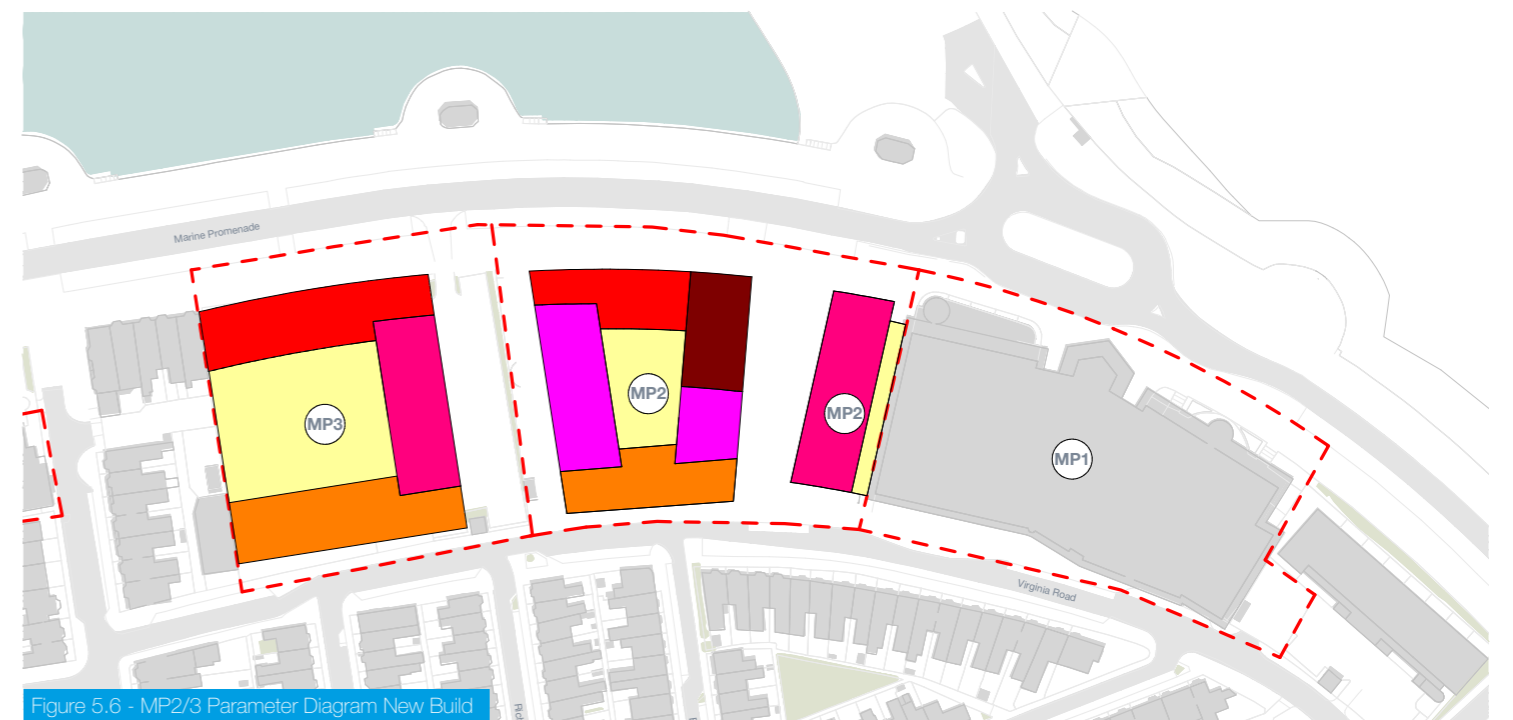 Marine Promenade
MP3
MP2
MP2
MP1
Virginia Road
Figure 5.6 - MP2/3 Parameter Diagram New Build